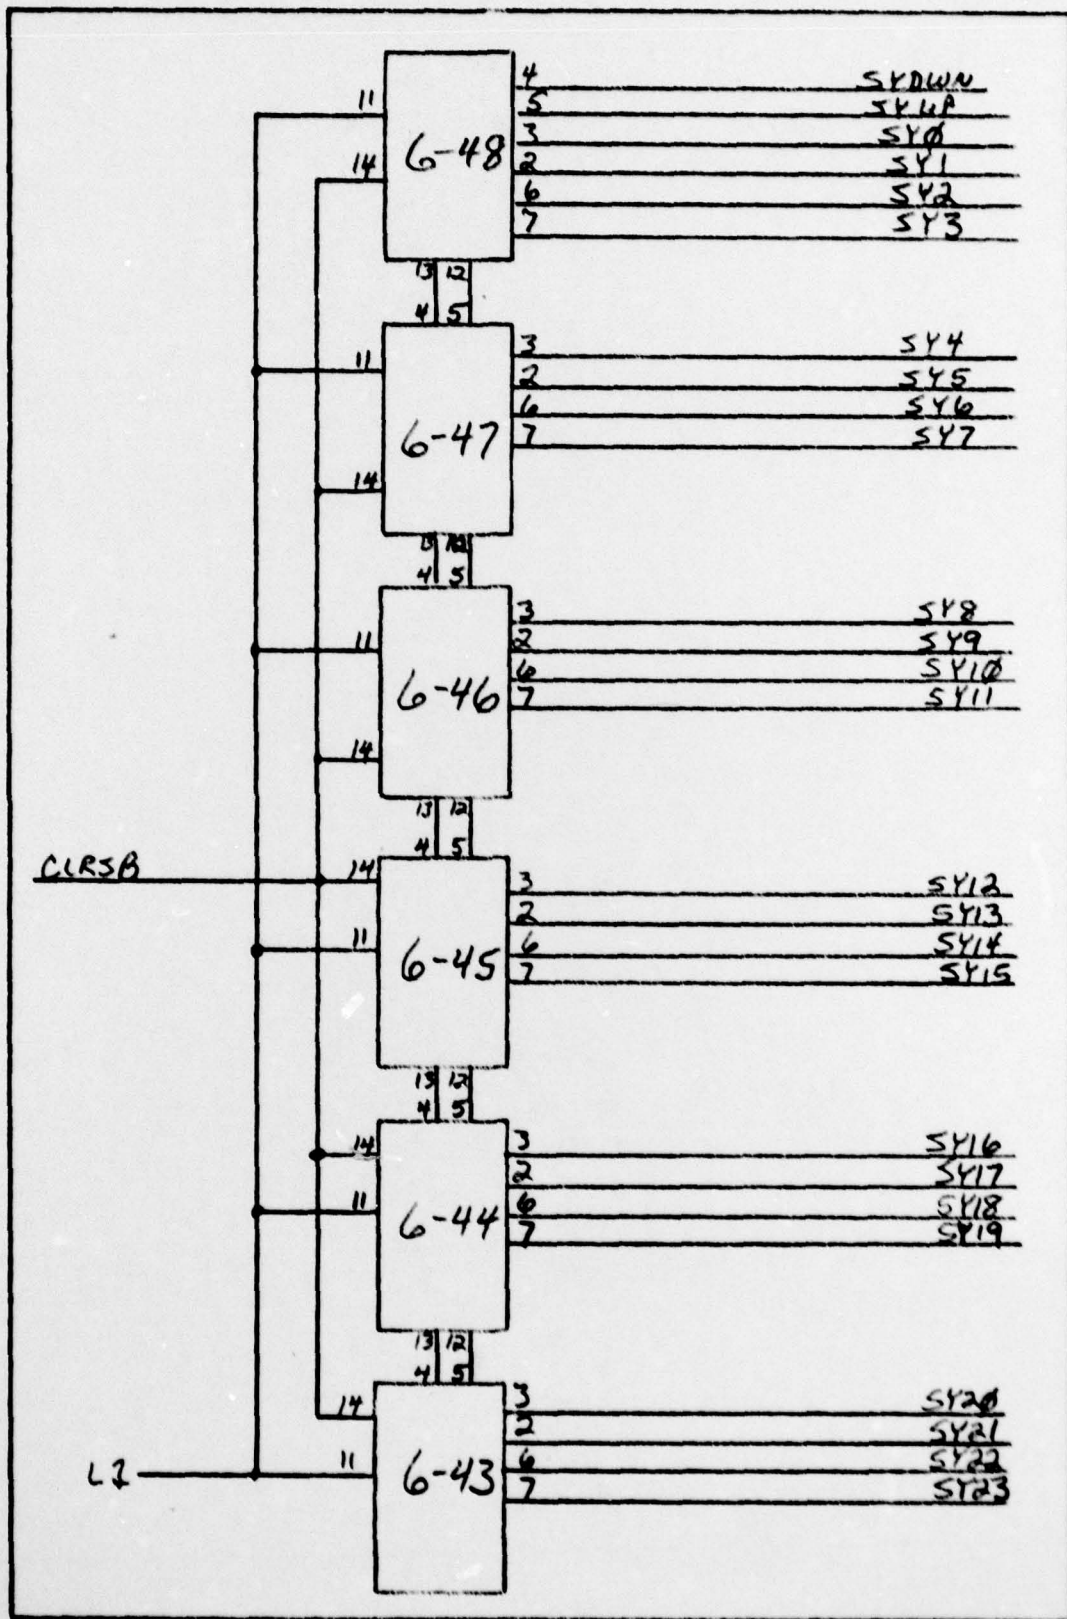 4 SYDWN
11 5 SYUP
3 SYØ
6-48
14 2 SY1
6 SY2
7 SY3
13 12
4 5
3 SY4
11 2 SY5
6 SY6
6-47 7 SY7
14
13 12
4 5
3 SY8
11 2 SY9
6 SY1Ø
6-46 7 SY11
14
13 12
4 5
CLRSB 14 3 SY12
2 SY13
11 6-45 6 SY14
7 SY15
13 12
4 5
14 3 SY16
2 SY17
11 6-44 6 SY18
7 SY19
13 12
4 5
14 3 SY2Ø
2 SY21
11 6-43 6 SY22
7 SY23